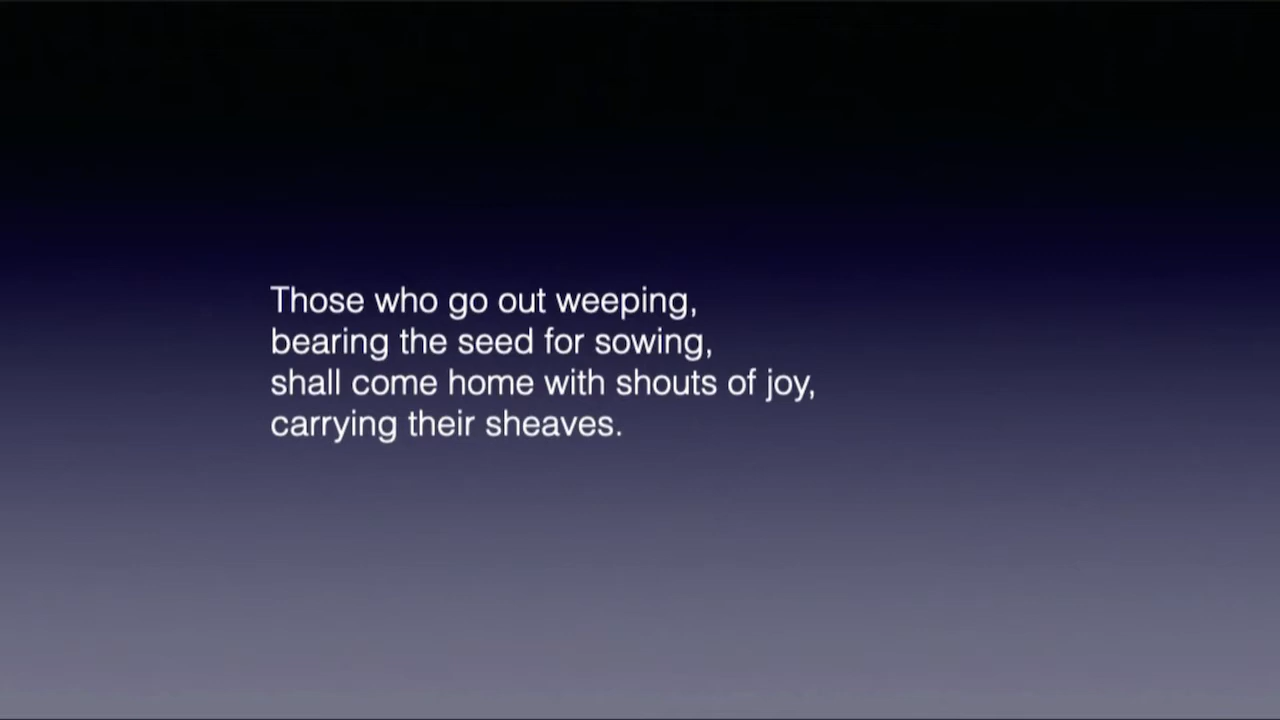 Those who go out weeping,
bearing the seed for sowing,
shall come home with shouts of joy,
carrying their sheaves.